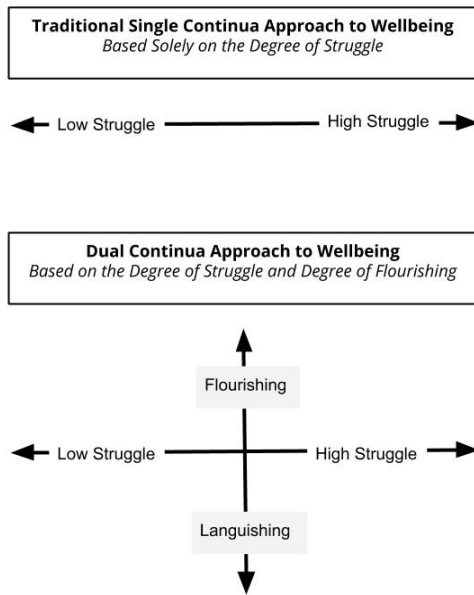 Traditional Single Continua Approach to Wellbeing
Based Solely on the Degree of Struggle
Low Struggle
High Struggle
Dual Continua Approach to Wellbeing
Based on the Degree of Struggle and Degree of Flourishing
Flourishing
Low Struggle
High Struggle
Languishing